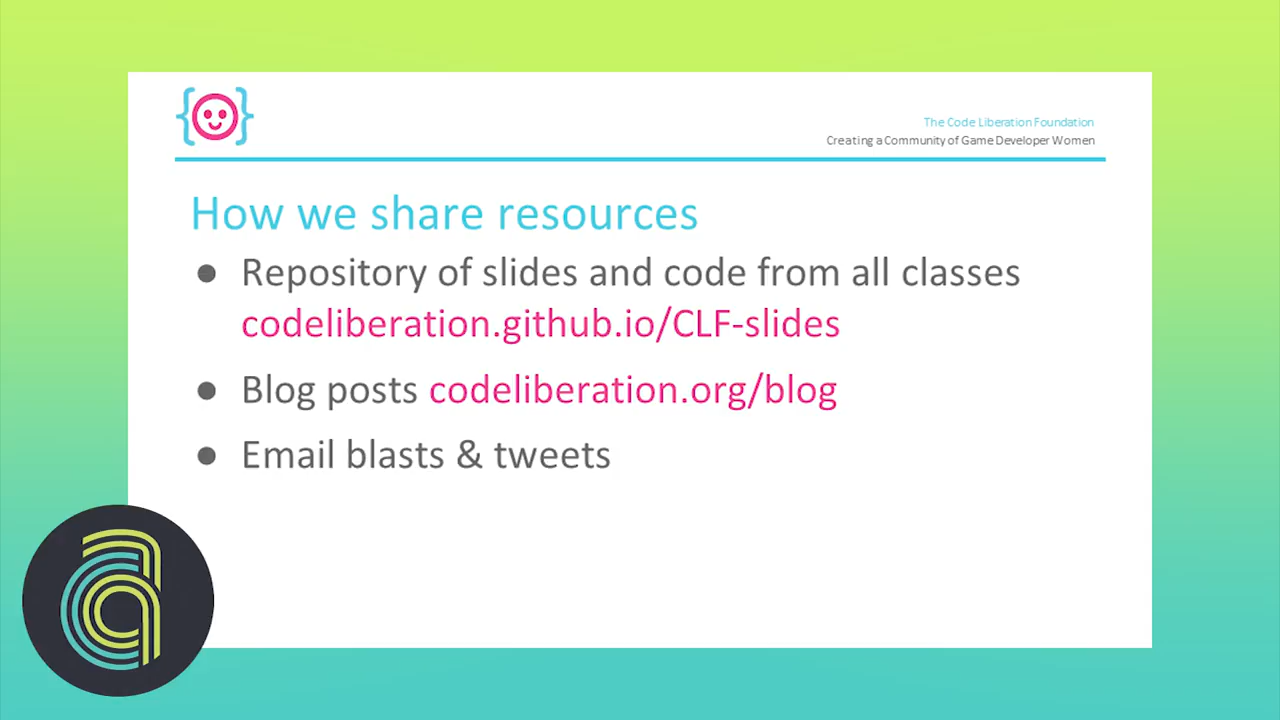 The Code Liberation Foundation
Creating a Community of Game Developer Women
How we share resources
● Repository of slides and code from all classes
codeliberation.github.io/CLF-slides
● Blog posts codeliberation.org/blog
● Email blasts & tweets